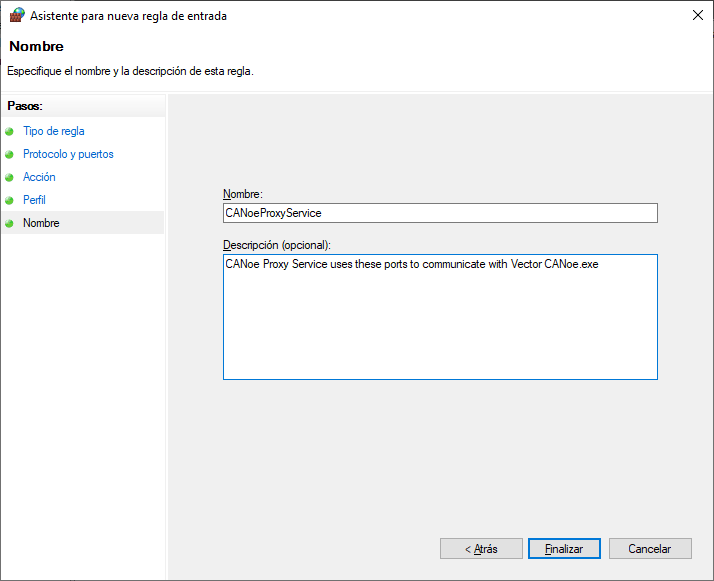 Asistente para nueva regla de entrada
Nombre
Especifique el nombre y la descripción de esta regla.
Pasos:
Tipo de regla
Protocolo y puertos
Acción
Perfil
Nombre
Nombre:
CANoeProxyService
Descripción (opcional):
CANoe Proxy Service uses these ports to communicate with Vector CANoe.exe
< Atrás
Finalizar
Cancelar